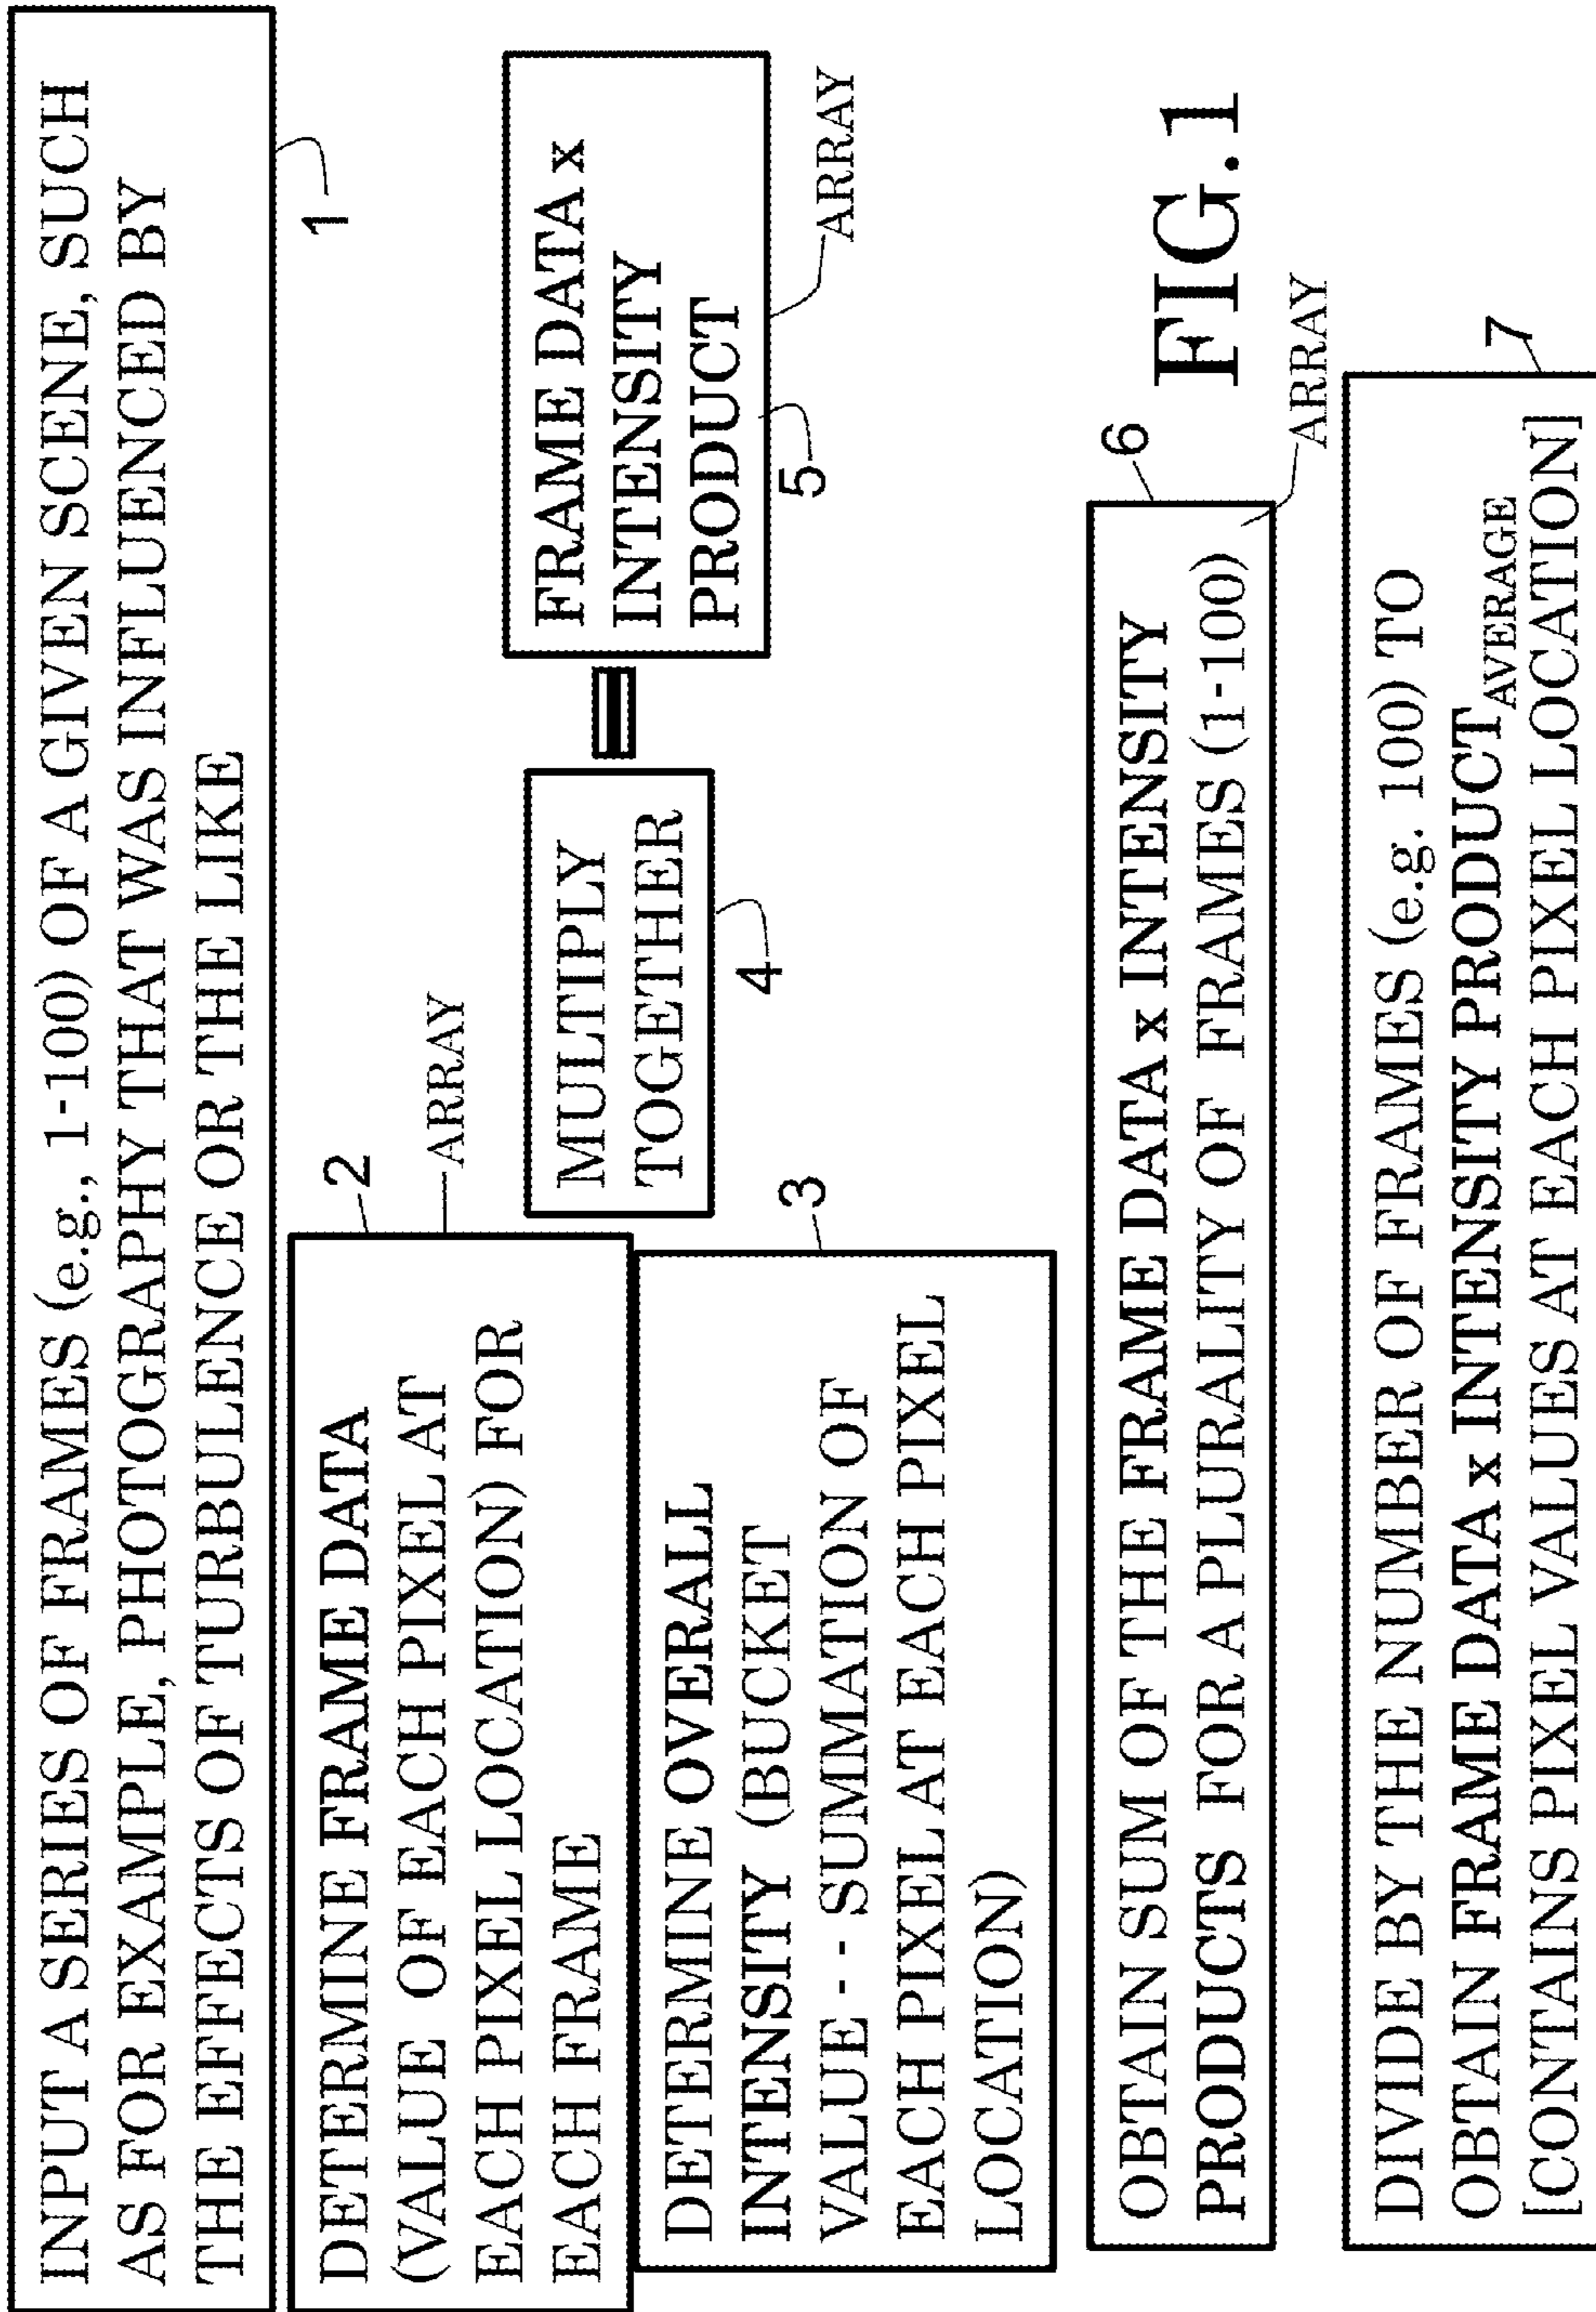 INPUT A SERIES OF FRAMES (e.g., 1-100) OF A GIVEN SCENE, SUCH
AS FOR EXAMPLE, PHOTOGRAPHY THAT WAS INFLUENCED BY
THE EFFECTS OF TURBULENCE OR THE LIKE
1
DETERMINE FRAME DATA
(VALUE OF EACH PIXEL AT
EACH PIXEL LOCATION) FOR
EACH FRAME
2
ARRAY
DETERMINE OVERALL
INTENSITY (BUCKET
VALUE - - SUMMATION OF
EACH PIXEL AT EACH PIXEL
LOCATION)
3
MULTIPLY
TOGETHER
4
=
FRAME DATA x
INTENSITY
PRODUCT
5
ARRAY
OBTAIN SUM OF THE FRAME DATA x INTENSITY
PRODUCTS FOR A PLURALITY OF FRAMES (1-100)
6
ARRAY
FIG.1
DIVIDE BY THE NUMBER OF FRAMES (e.g. 100) TO
OBTAIN FRAME DATA x INTENSITY PRODUCT AVERAGE
[CONTAINS PIXEL VALUES AT EACH PIXEL LOCATION]
7